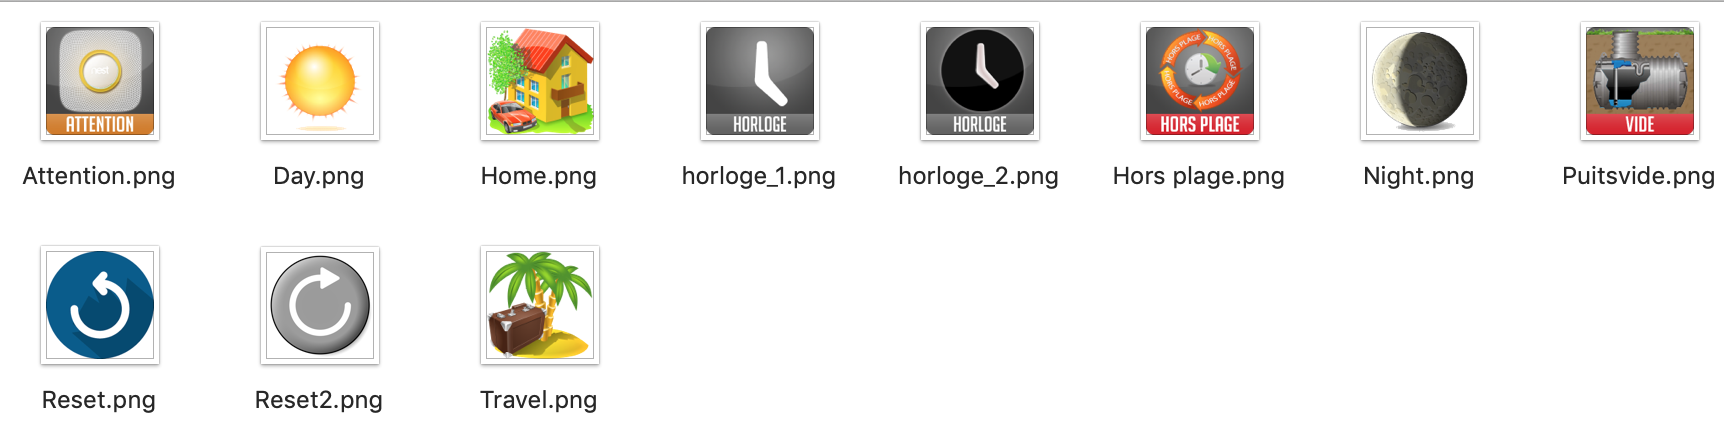 nest
ATTENTION
HORLOGE
HORLOGE
HORS PLAGE
HORS PLAGE
HORS PLAGE
HORS PLAGE
HORS PLAGE
VIDE
Attention.png
Day.png
Home.png
horloge_1.png
horloge_2.png
Hors plage.png
Night.png
Puitsvide.png
Reset.png
Reset2.png
Travel.png